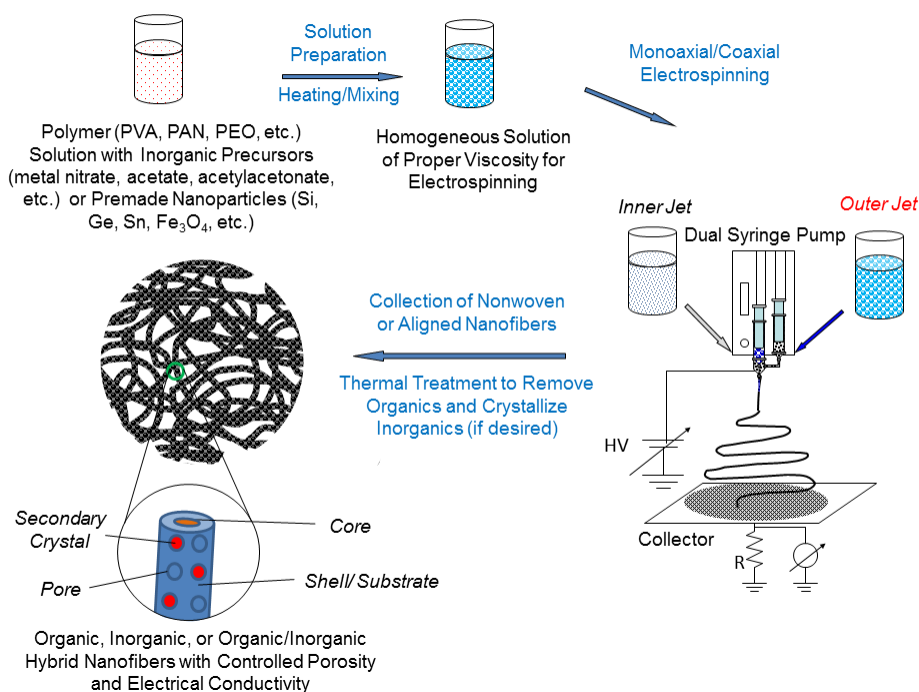 Solution
Preparation
Heating/Mixing
Monoaxial/Coaxial
Electrospinning
Polymer (PVA, PAN, PEO, etc.)
Solution with Inorganic Precursors
(metal nitrate, acetate, acetylacetonate,
etc.) or Premade Nanoparticles (Si,
Ge, Sn, Fe₃O₄, etc.)
Homogeneous Solution
of Proper Viscosity for
Electrospinning
Inner Jet
Outer Jet
Dual Syringe Pump
Collection of Nonwoven
or Aligned Nanofibers
Thermal Treatment to Remove
Organics and Crystallize
Inorganics (if desired)
HV
Collector
R
Secondary
Crystal
Core
Pore
Shell/Substrate
Organic, Inorganic, or Organic/Inorganic
Hybrid Nanofibers with Controlled Porosity
and Electrical Conductivity